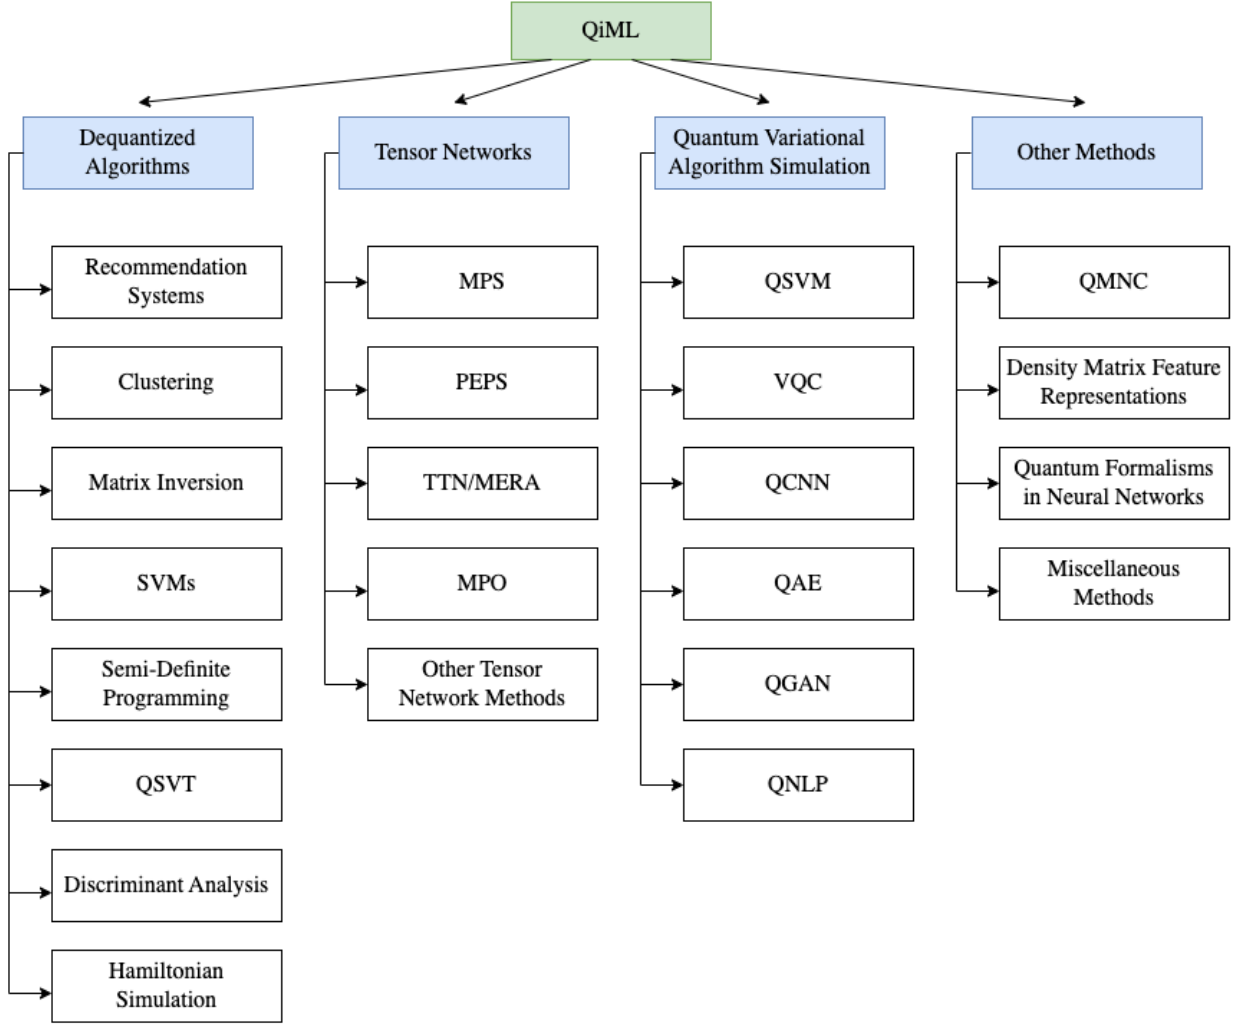 QiML
Dequantized
Algorithms
Recommendation
Systems
Clustering
Matrix Inversion
SVMs
Semi-Definite
Programming
QSVT
Discriminant Analysis
Hamiltonian
Simulation
Tensor Networks
MPS
PEPS
TTN/MERA
MPO
Other Tensor
Network Methods
Quantum Variational
Algorithm Simulation
QSVM
VQC
QCNN
QAE
QGAN
QNLP
Other Methods
QMNC
Density Matrix Feature
Representations
Quantum Formalisms
in Neural Networks
Miscellaneous
Methods